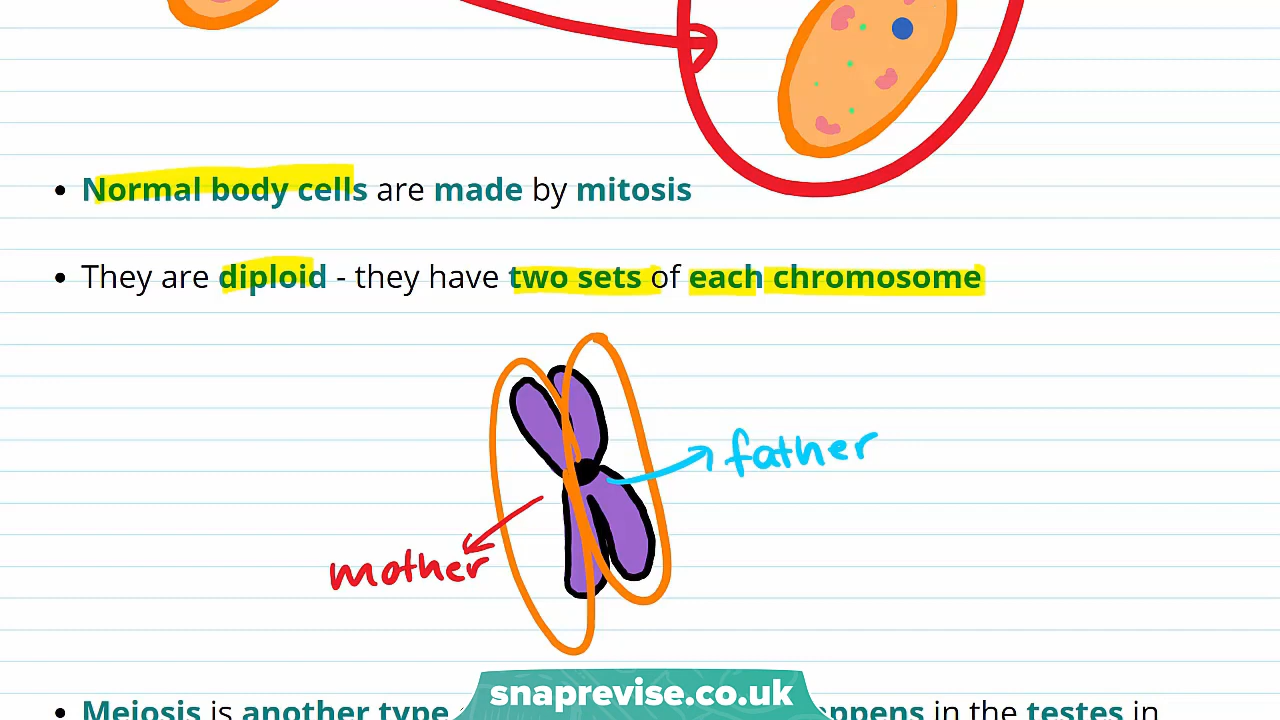 • Normal body cells are made by mitosis
• They are diploid - they have two sets of each chromosome
father
mother
snaprevise.co.uk
• Meiosis is another type appens in the testes in